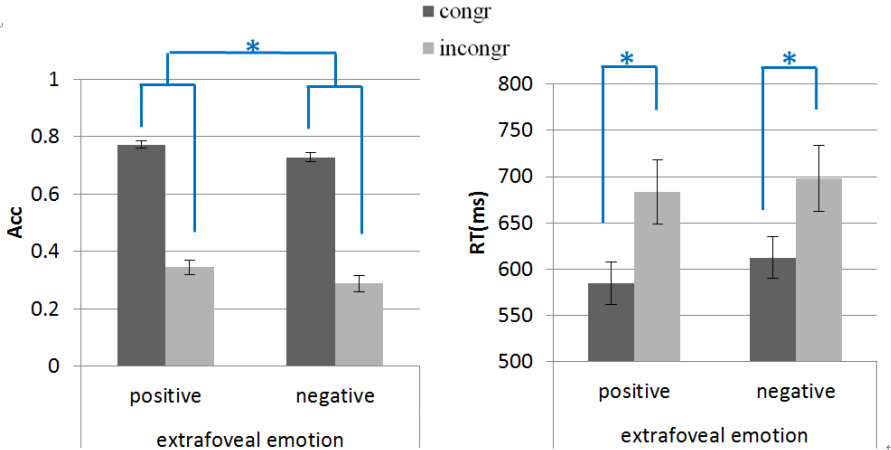 congr
incongr
*
1
0.8
0.6
0.4
0.2
0
Acc
positive negative
extrafoveal emotion
* *
800
750
700
650
600
550
500
RT(ms)
positive negative
extrafoveal emotion